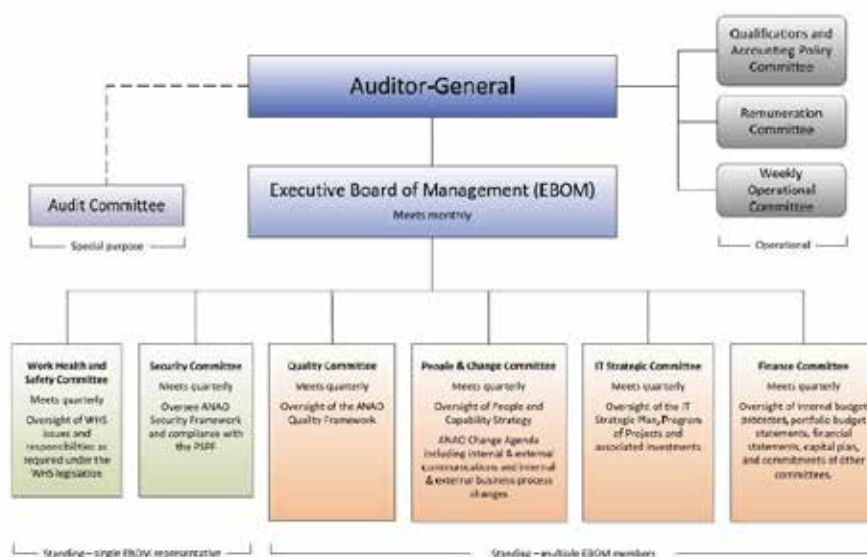 Auditor-General
Qualifications and
Accounting Policy
Committee
Remuneration
Committee
Weekly
Operational
Committee
Operational
Audit Committee
Special purpose
Executive Board of Management (EBOM)
Meets monthly
Work Health and
Safety Committee
Meets quarterly
Oversight of WHS
issues and
responsibilities as
required under the
WHS legislation
Security Committee
Meets quarterly
Oversee ANAO
Security Framework
and compliance with
the PSPF
Quality Committee
Meets quarterly
Oversight of the ANAO
Quality Framework
People & Change Committee
Meets quarterly
Oversight of People and
Capability Strategy
ANAO Change Agenda
including internal & external
communications and internal
& external business process
changes
IT Strategic Committee
Meets quarterly
Oversight of the IT
Strategic Plan, Program
of Projects and
associated investments
Finance Committee
Meets quarterly
Oversight of internal budget
processes, portfolio budget
statements, financial
statements, capital plan,
and commitments of other
committees.
Standing – single EBOM representative
Standing – multiple EBOM members